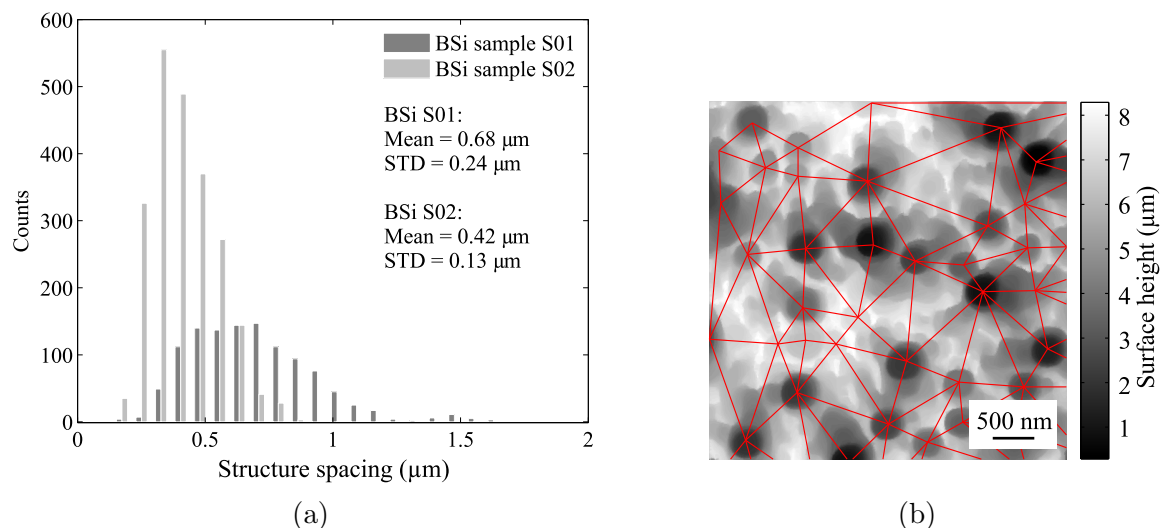 600
500
400
300
200
100
0
Counts
0
0.5
1
1.5
2
Structure spacing (µm)
BSi sample S01
BSi sample S02
BSi S01:
Mean = 0.68 µm
STD = 0.24 µm
BSi S02:
Mean = 0.42 µm
STD = 0.13 µm
(a)
500 nm
8
7
6
5
4
3
2
1
Surface height (µm)
(b)